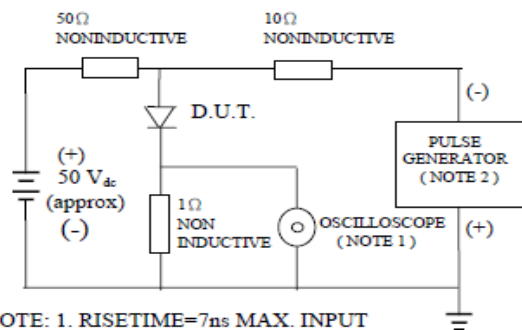 50Ω
NONINDUCTIVE
10Ω
NONINDUCTIVE
D.U.T.
(-)
PULSE
GENERATOR
( NOTE 2 )
(+)
(+)
50 Vdc
(approx)
(-)
1Ω
NON
INDUCTIVE
OSCILLOSCOPE
( NOTE 1 )
OTE: 1. RISETIME=7ns MAX. INPUT